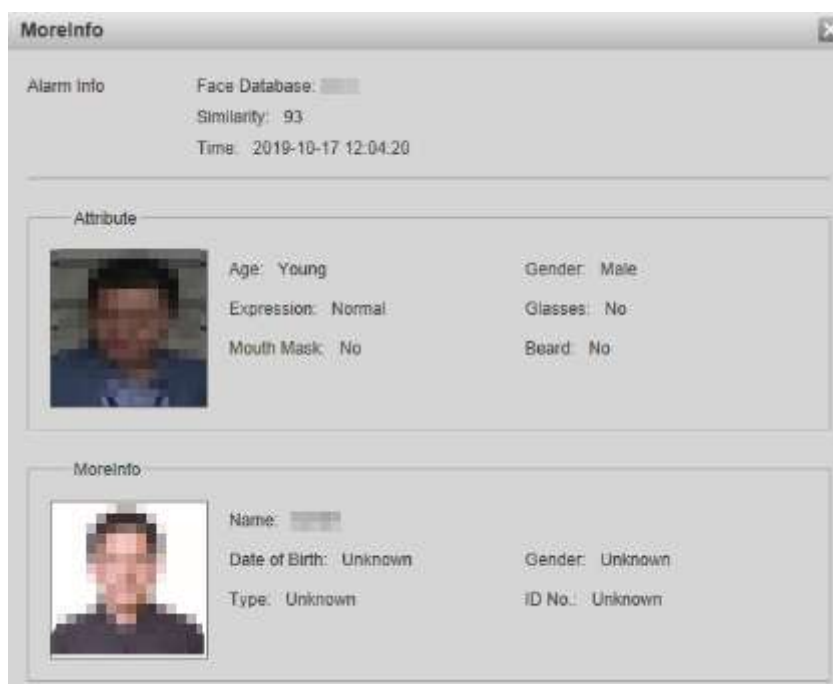 MoreInfo
Alarm Info
Face Database:
Similarity: 93
Time: 2019-10-17 12:04:20
Attribute
Age: Young Gender: Male
Expression: Normal Glasses: No
Mouth Mask: No Beard: No
MoreInfo
Name:
Date of Birth: Unknown Gender: Unknown
Type: Unknown ID No.: Unknown